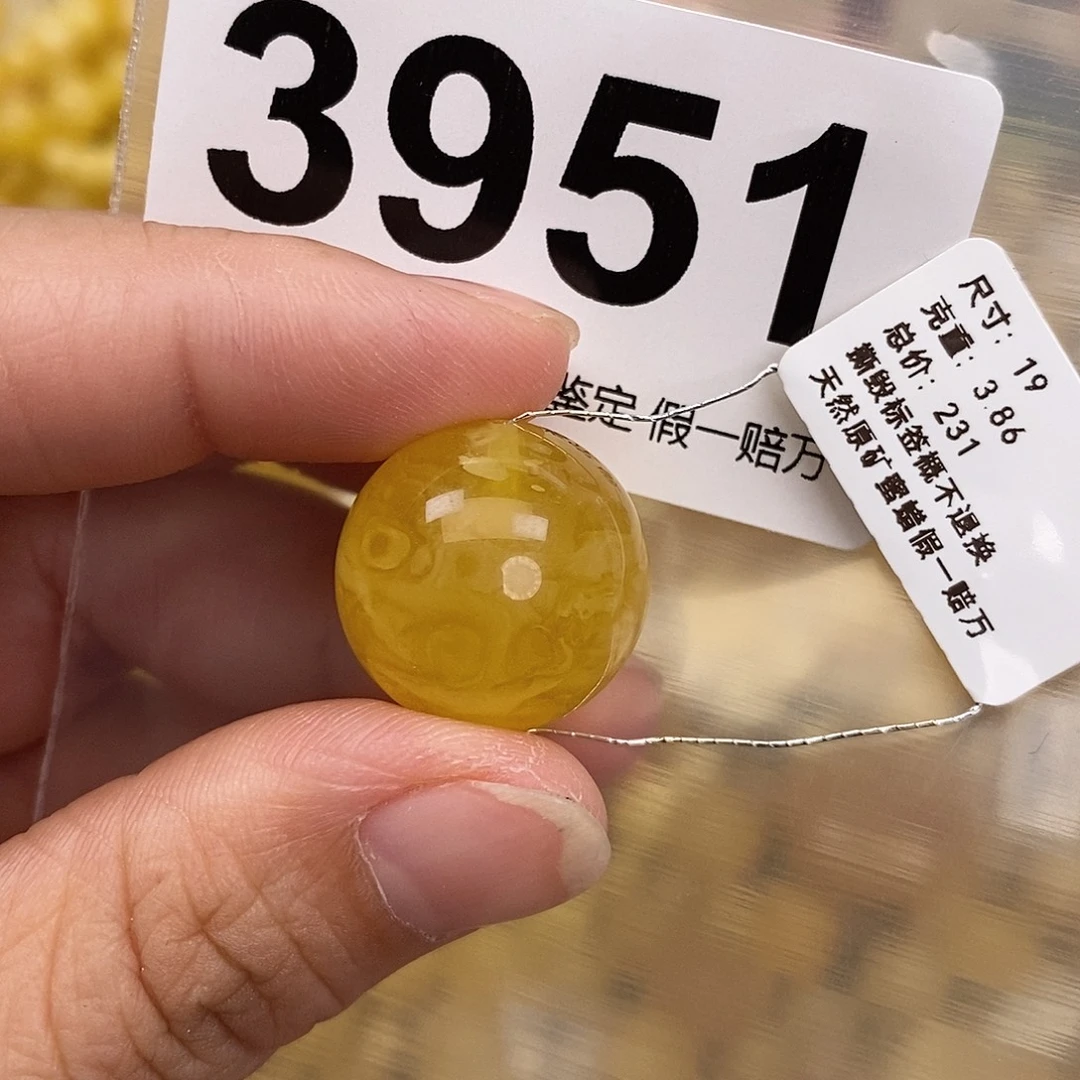 3951
鉴定 假一赔万
尺寸: 19
克重: 3.86
总价: 231
撕毁标签概不退换
天然原矿蜜蜡假一赔万